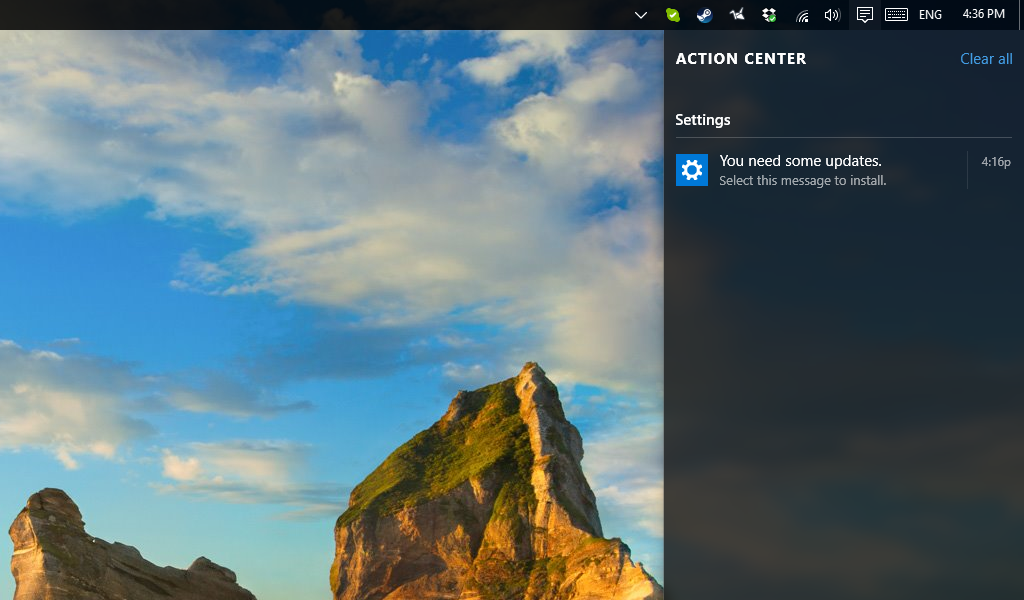 ENG 4:36 PM
ACTION CENTER Clear all
Settings
You need some updates. 4:16p
Select this message to install.